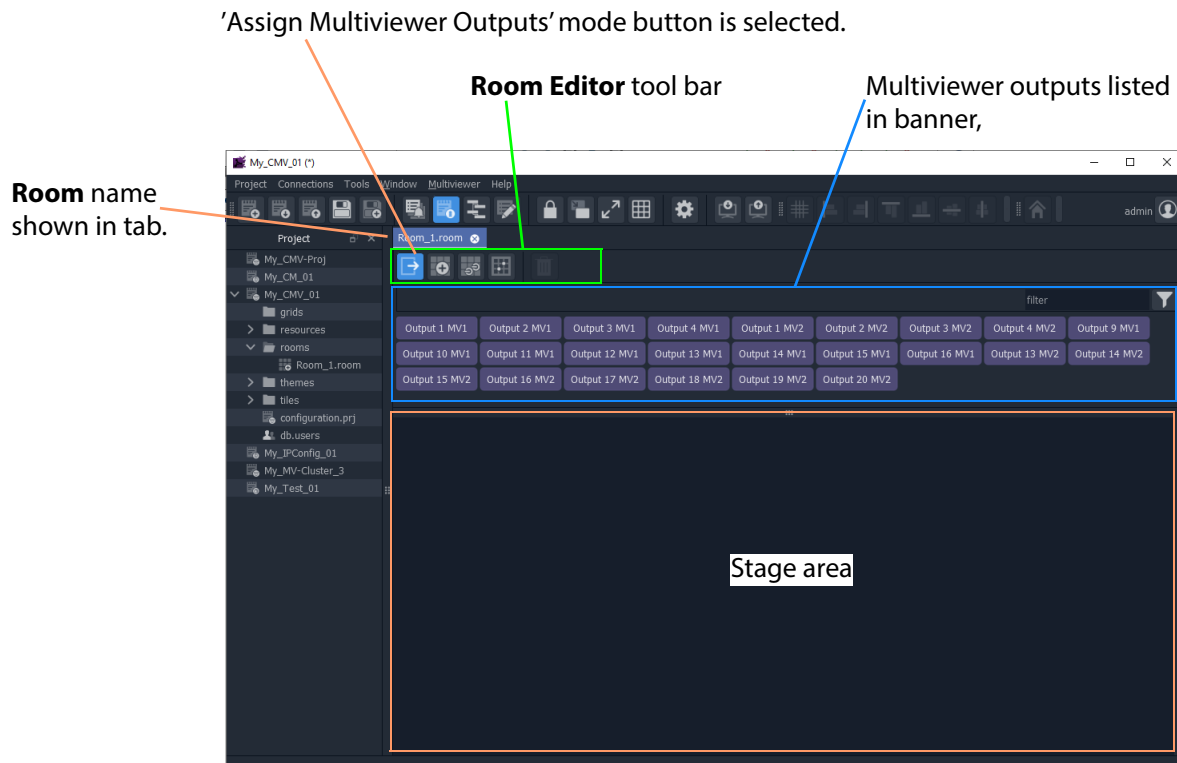 ’Assign Multiviewer Outputs’ mode button is selected.
Room Editor tool bar
Multiviewer outputs listed
in banner,
Room name
shown in tab.
My_CMV_01 (*)
Project Connections Tools Window Multiviewer Help
admin
Project
Room_1.room
My_CMV-Proj
My_CM_01
My_CMV_01
grids
resources
rooms
Room_1.room
themes
tiles
configuration.prj
db.users
My_IPConfig_01
My_MV-Cluster_3
My_Test_01
filter
Output 1 MV1 Output 2 MV1 Output 3 MV1 Output 4 MV1 Output 1 MV2 Output 2 MV2 Output 3 MV2 Output 4 MV2 Output 9 MV1
Output 10 MV1 Output 11 MV1 Output 12 MV1 Output 13 MV1 Output 14 MV1 Output 15 MV1 Output 16 MV1 Output 13 MV2 Output 14 MV2
Output 15 MV2 Output 16 MV2 Output 17 MV2 Output 18 MV2 Output 19 MV2 Output 20 MV2
Stage area